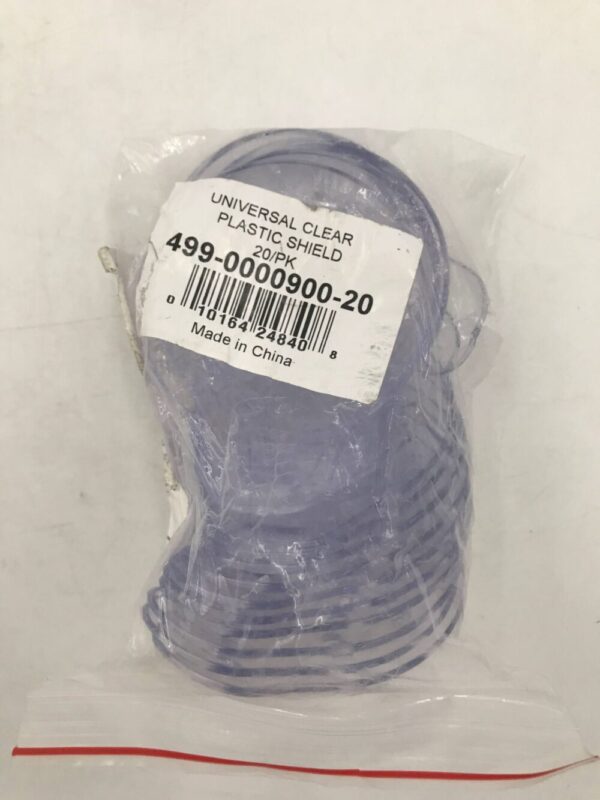 UNIVERSAL CLEAR
PLASTIC SHIELD
20/PK
499-0000900-20
0 10164 24840 8
Made in China